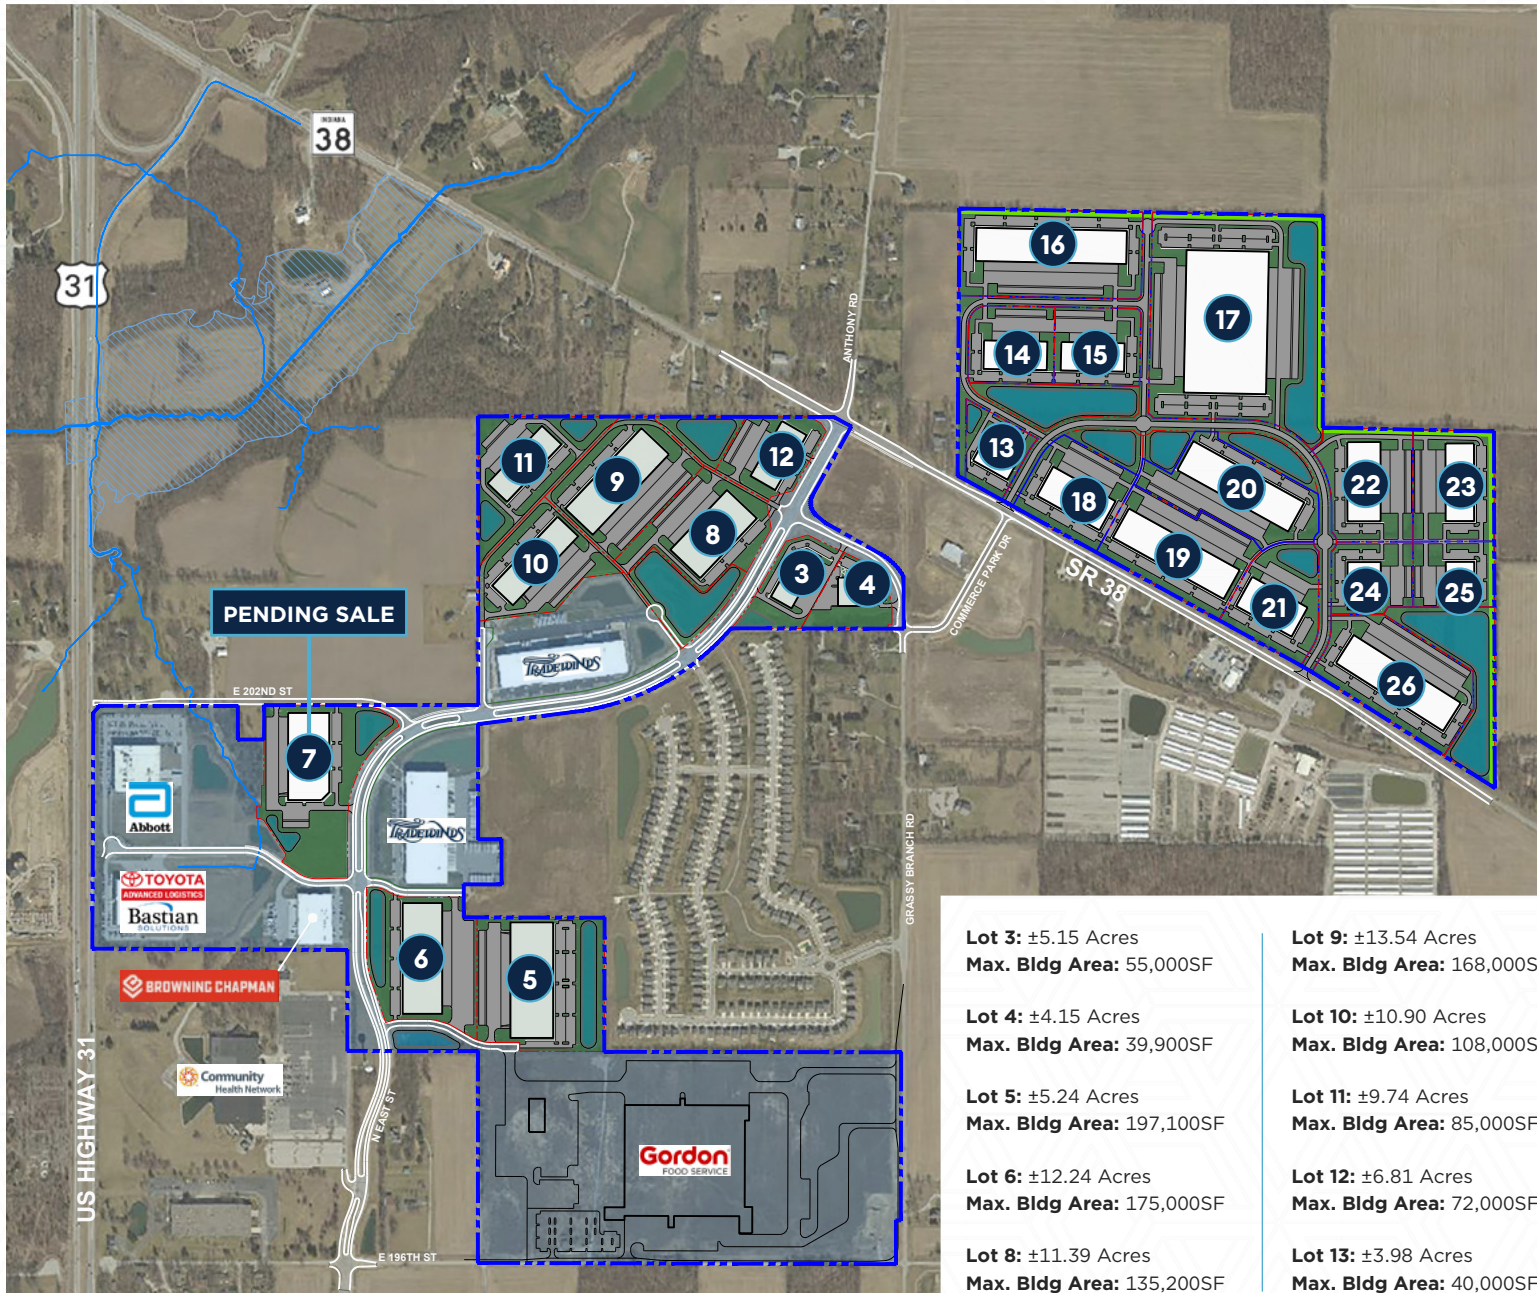 INDIANA
38
31
ANTHONY RD
16
17
14
15
13
18
20
22
23
19
21
24
25
26
SR 38
COMMERCE PARK DR
11
9
12
8
10
3
4
TRADEWINDS
PENDING SALE
E 202ND ST
7
Abbott
TRADEWINDS
TOYOTA
ADVANCED LOGISTICS
Bastian
SOLUTIONS
BROWNING CHAPMAN
6
5
GRASSY BRANCH RD
US HIGHWAY 31
Community
Health Network
N EAST ST
Gordon
FOOD SERVICE
E 196TH ST
Lot 3: ±5.15 Acres
Max. Bldg Area: 55,000SF
Lot 4: ±4.15 Acres
Max. Bldg Area: 39,900SF
Lot 5: ±5.24 Acres
Max. Bldg Area: 197,100SF
Lot 6: ±12.24 Acres
Max. Bldg Area: 175,000SF
Lot 8: ±11.39 Acres
Max. Bldg Area: 135,200SF
Lot 9: ±13.54 Acres
Max. Bldg Area: 168,000S
Lot 10: ±10.90 Acres
Max. Bldg Area: 108,000S
Lot 11: ±9.74 Acres
Max. Bldg Area: 85,000SF
Lot 12: ±6.81 Acres
Max. Bldg Area: 72,000SF
Lot 13: ±3.98 Acres
Max. Bldg Area: 40,000SF